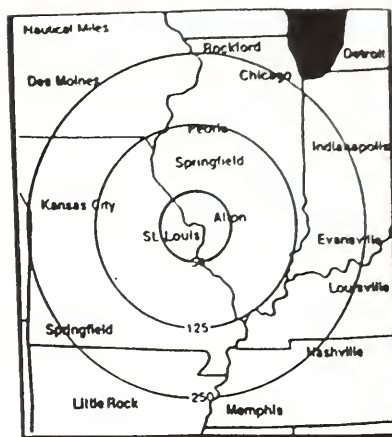 Nautical Miles
Rockford
Detroit
Des Moines
Chicago
Peoria
Indianapolis
Springfield
Kansas City
Alton
St. Louis
Evansville
Louisville
Springfield
125
Nashville
Little Rock
250
Memphis